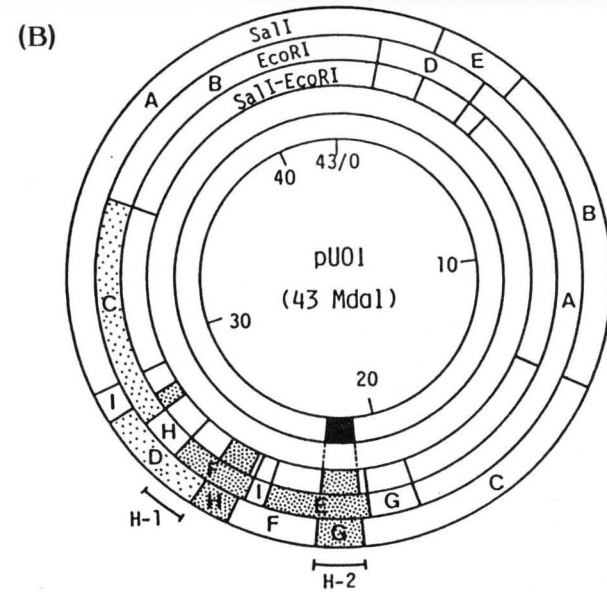 (B)
SalI
EcoRI
SalI-EcoRI
A
B
D
E
43/0
40
B
pUO1
(43 Mdal)
10
A
C
30
20
I
H
D
F
I
E
G
C
H
F
G
H-1
H-2